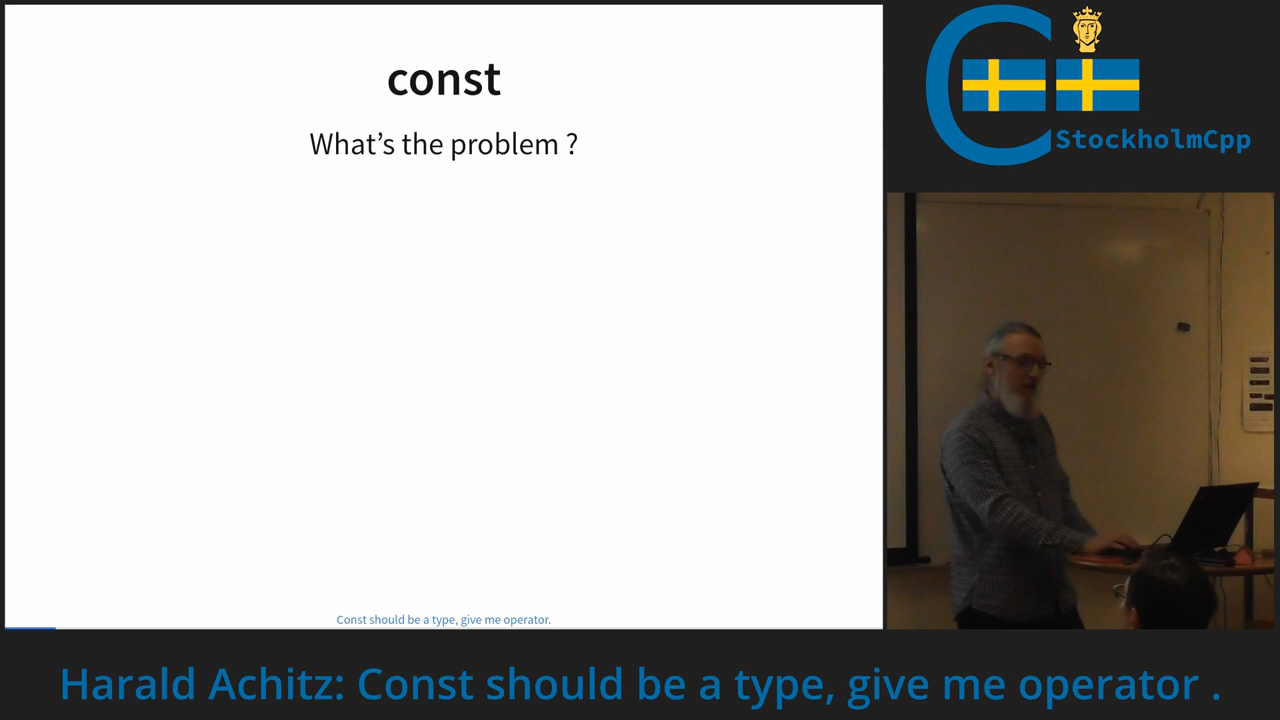 const
What's the problem ?
Const should be a type, give me operator.
StockholmCpp
Harald Achitz: Const should be a type, give me operator .